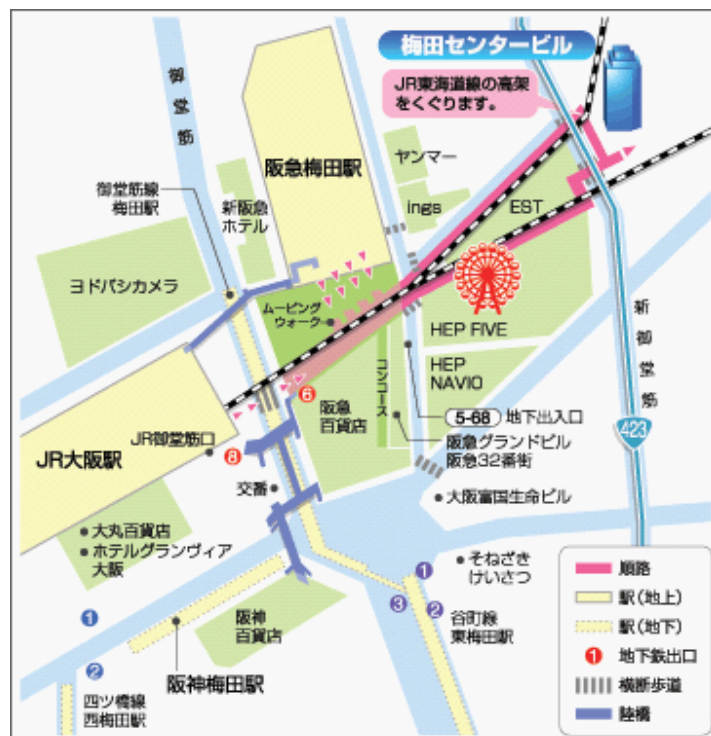 梅田センタービル
JR東海道線の高架
をくぐります。
御堂筋
ヤンマー
阪急梅田駅
御堂筋線
梅田駅
新阪急
ホテル
ings
EST
ヨドバシカメラ
ムービング
ウォーク
HEP FIVE
新御堂筋
HEP
NAVIO
コンコース
6
阪急
百貨店
5-68 地下出入口
423
JR御堂筋口
阪急グランドビル
阪急32番街
JR大阪駅
8
交番
大阪富国生命ビル
大丸百貨店
ホテルグランヴィア
大阪
そねざき
けいさつ
1
3
2
谷町線
東梅田駅
1
阪神
百貨店
2
阪神梅田駅
四ツ橋線
西梅田駅
順路
駅(地上)
駅(地下)
1 地下鉄出口
横断歩道
陸橋